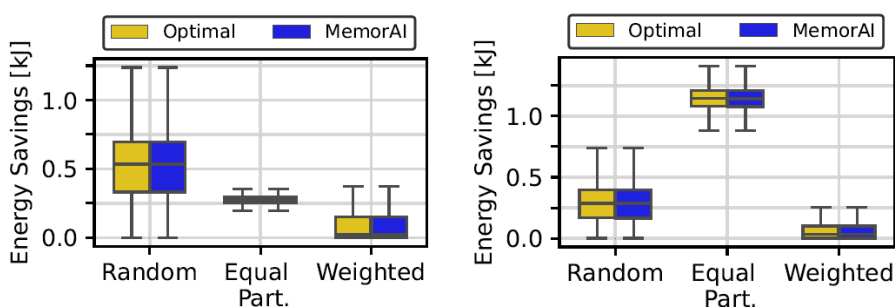 Optimal MemorAI
Energy Savings [kJ]
1.0
0.5
0.0
Random Equal Weighted
Part.
Optimal MemorAI
Energy Savings [kJ]
1.0
0.5
0.0
Random Equal Weighted
Part.